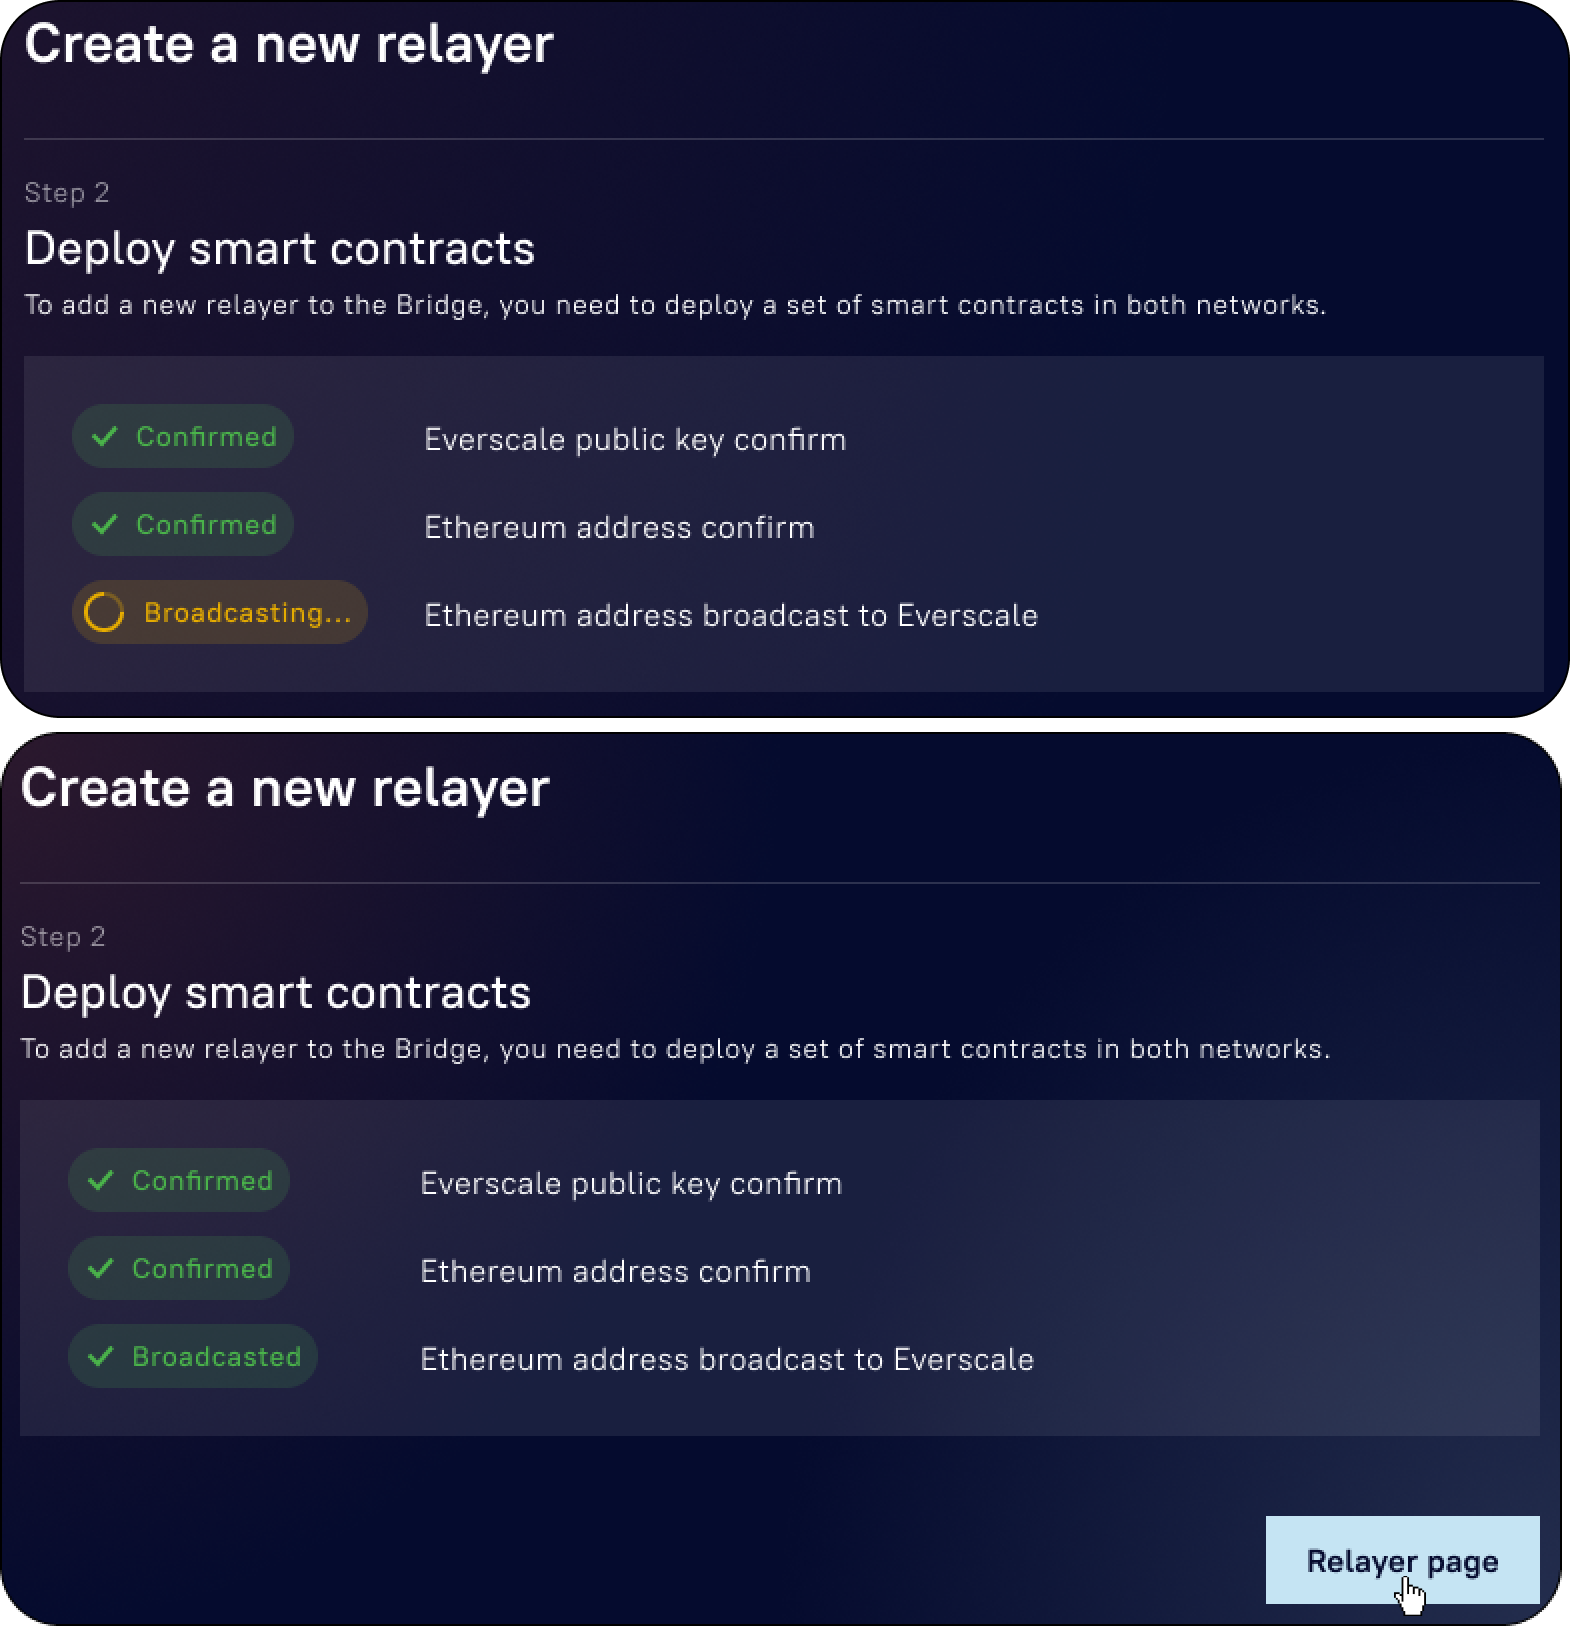 Create a new relayer
Step 2
Deploy smart contracts
To add a new relayer to the Bridge, you need to deploy a set of smart contracts in both networks.
Confirmed Everscale public key confirm
Confirmed Ethereum address confirm
Broadcasting... Ethereum address broadcast to Everscale
Create a new relayer
Step 2
Deploy smart contracts
To add a new relayer to the Bridge, you need to deploy a set of smart contracts in both networks.
Confirmed Everscale public key confirm
Confirmed Ethereum address confirm
Broadcasted Ethereum address broadcast to Everscale
Relayer page